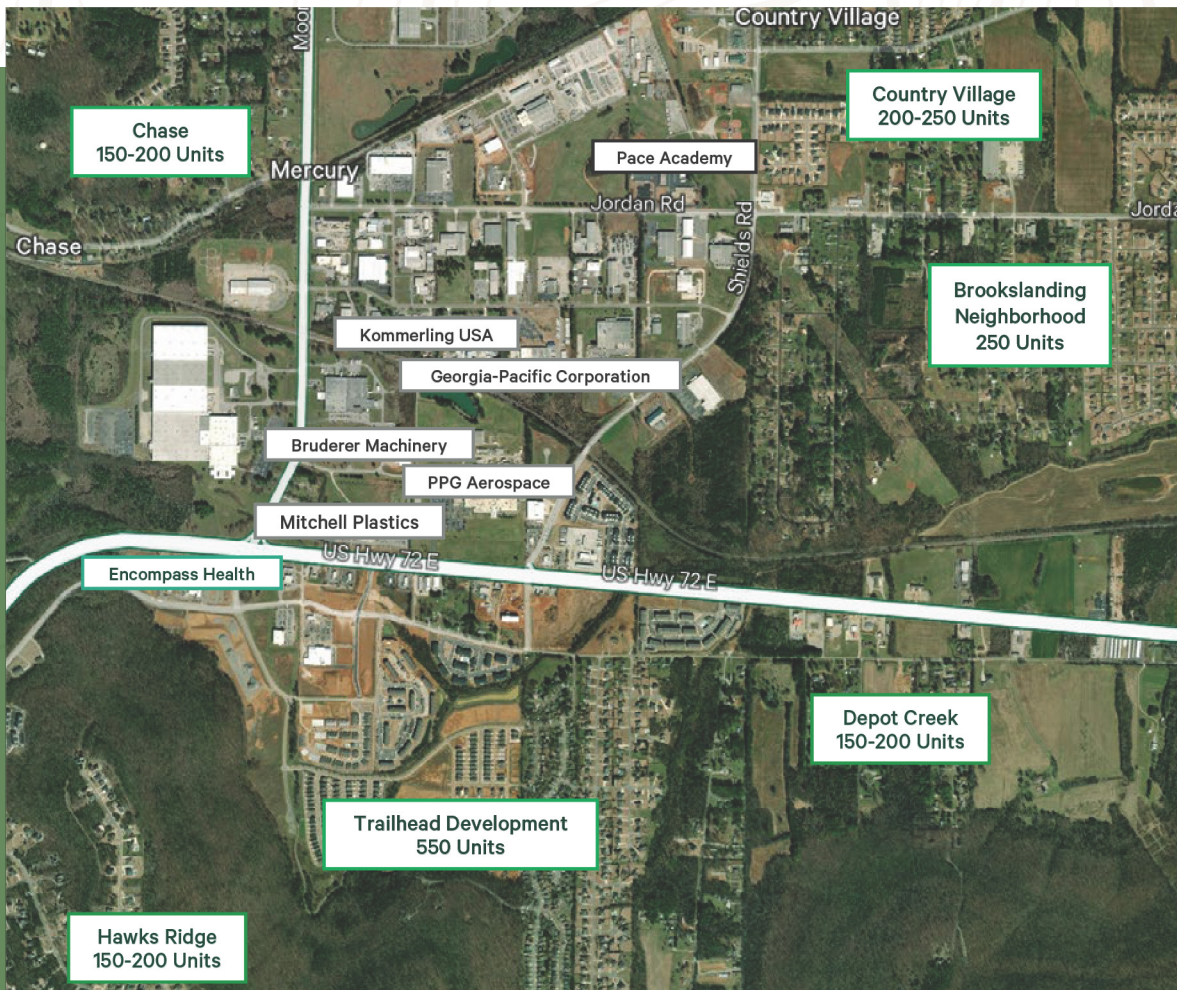 Country Village
Moor
Chase
150-200 Units
Country Village
200-250 Units
Pace Academy
Mercury
Jordan Rd
Jorda
Chase
Shields Rd
Brookslanding
Neighborhood
250 Units
Kommerling USA
Georgia-Pacific Corporation
Bruderer Machinery
PPG Aerospace
Mitchell Plastics
US Hwy 72 E
US Hwy 72 E
Encompass Health
Depot Creek
150-200 Units
Trailhead Development
550 Units
Hawks Ridge
150-200 Units